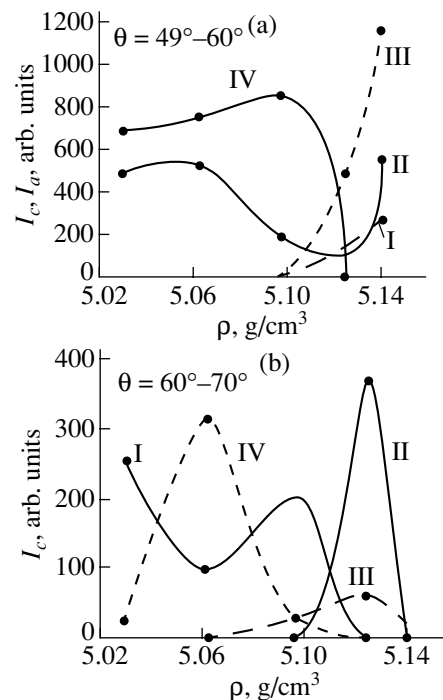 (a)
θ = 49°–60°
I_c, I_a, arb. units
1200
1000
800
600
400
200
0
IV
III
II
I
5.02 5.06 5.10 5.14
ρ, g/cm³
(b)
θ = 60°–70°
I_c, arb. units
400
300
200
100
0
I
IV
II
III
5.02 5.06 5.10 5.14
ρ, g/cm³